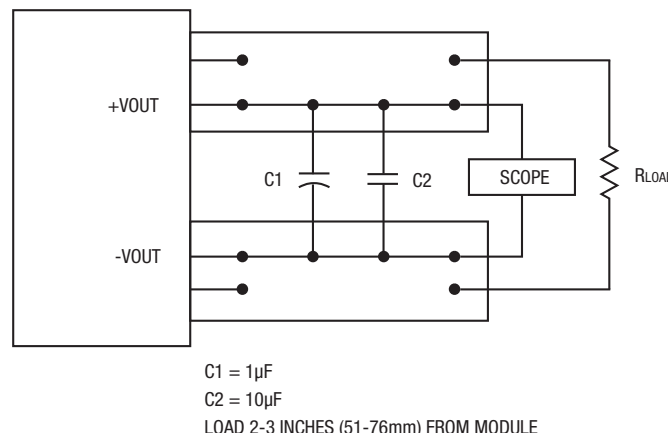 +VOUT
C1
C2
SCOPE
RLOAD
-VOUT
C1 = 1µF
C2 = 10µF
LOAD 2-3 INCHES (51-76mm) FROM MODULE